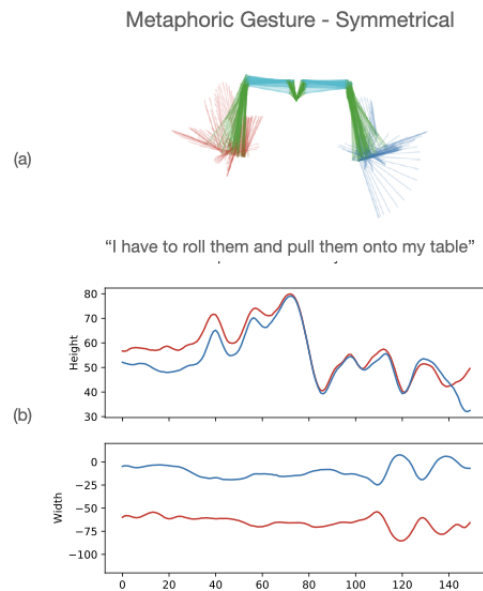 Metaphoric Gesture - Symmetrical
(a)
“I have to roll them and pull them onto my table”
80
70
60
50
40
30
Height
(b)
0
−25
−50
−75
−100
Width
0 20 40 60 80 100 120 140